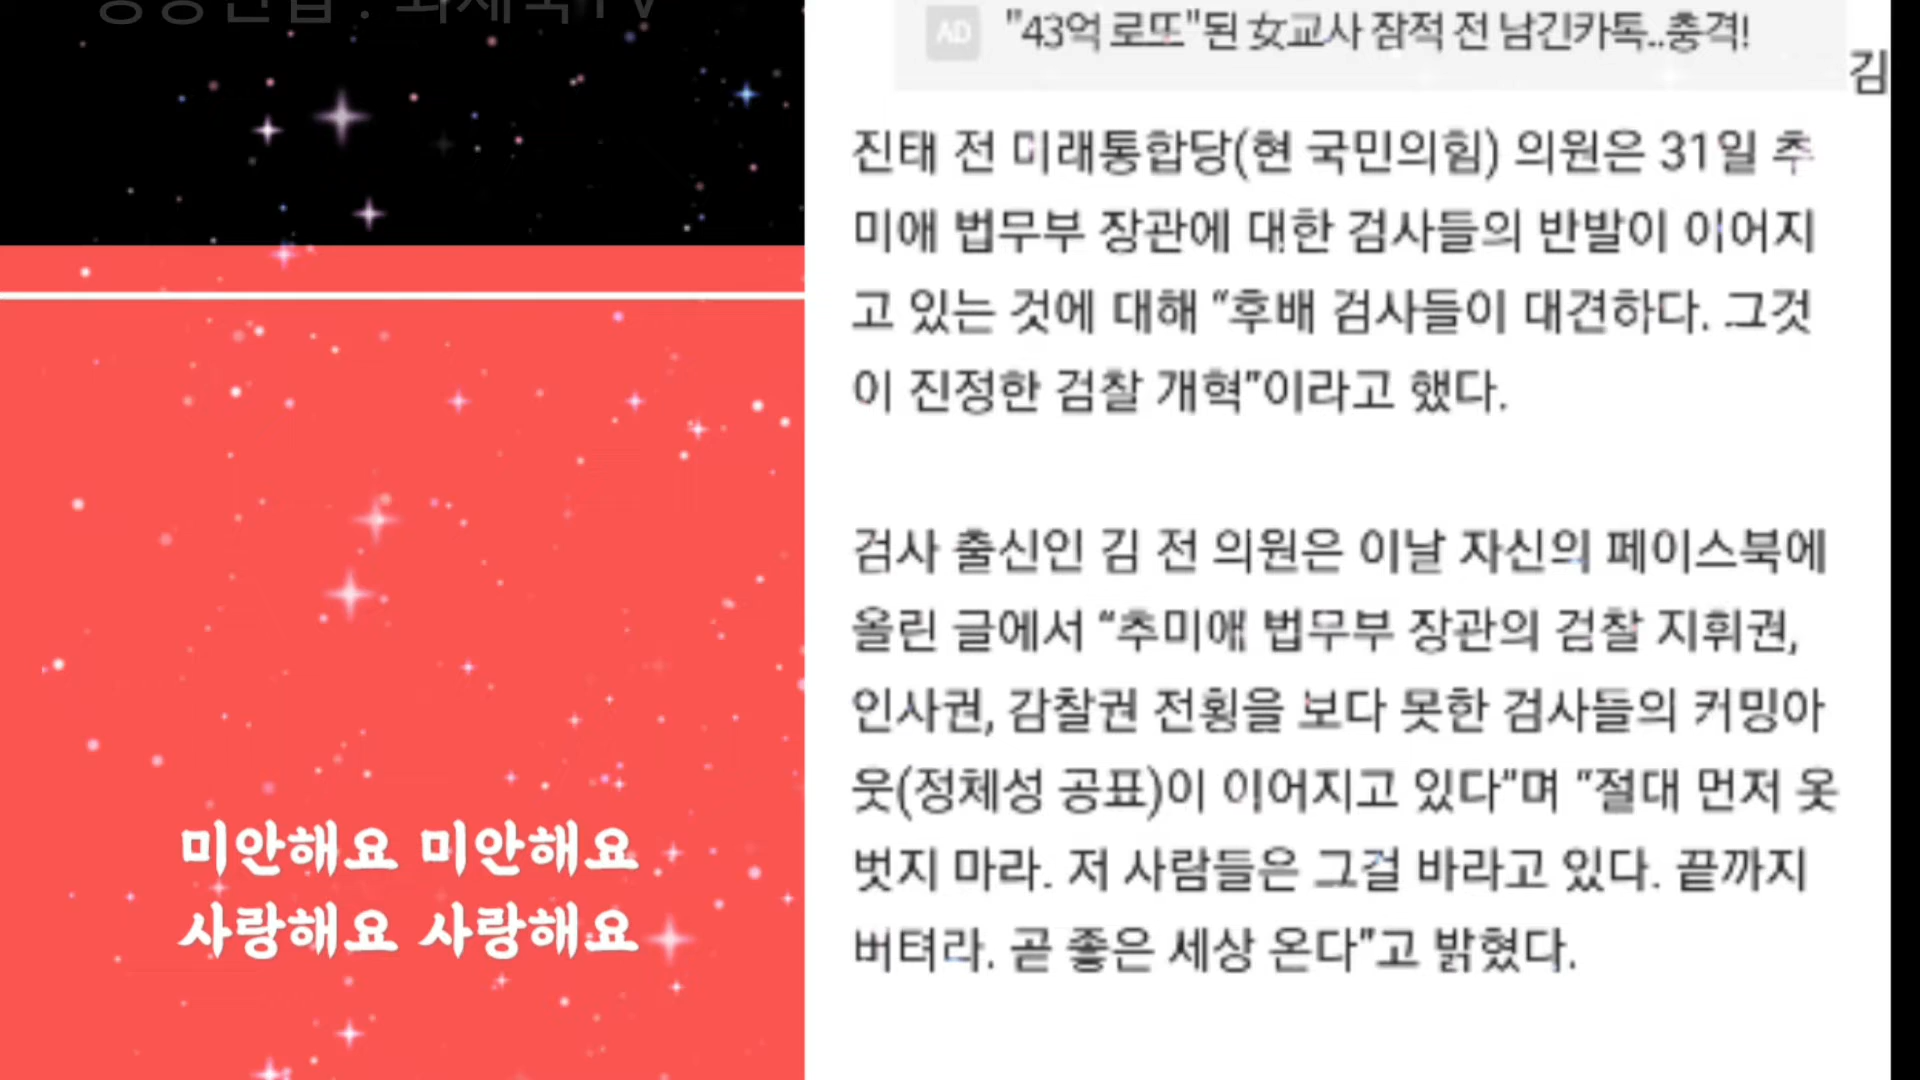 미안해요 미안해요
사랑해요 사랑해요
AD "43억 로또"된 女교사 잠적 전 남긴카톡..충격!
김
진태 전 미래통합당(현 국민의힘) 의원은 31일 추
미애 법무부 장관에 대한 검사들의 반발이 이어지
고 있는 것에 대해 “후배 검사들이 대견하다. 그것
이 진정한 검찰 개혁”이라고 했다.
검사 출신인 김 전 의원은 이날 자신의 페이스북에
올린 글에서 “추미애 법무부 장관의 검찰 지휘권,
인사권, 감찰권 전횡을 보다 못한 검사들의 커밍아
웃(정체성 공표)이 이어지고 있다”며 “절대 먼저 옷
벗지 마라. 저 사람들은 그걸 바라고 있다. 끝까지
버텨라. 곧 좋은 세상 온다”고 밝혔다.